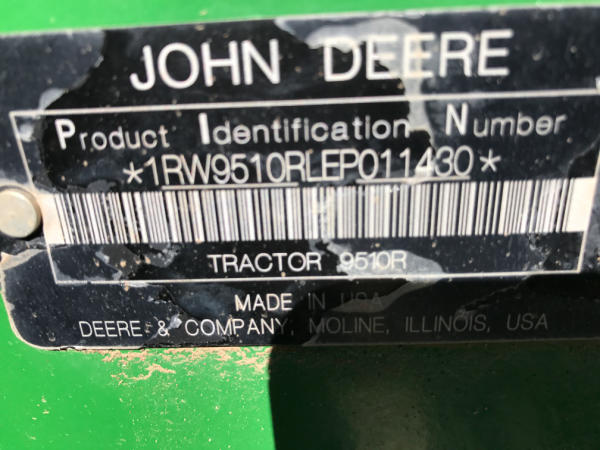 JOHN DEERE
Product Identification Number
*1RW9510RLEP011430*
TRACTOR 9510R
MADE IN USA
DEERE & COMPANY, MOLINE, ILLINOIS, USA